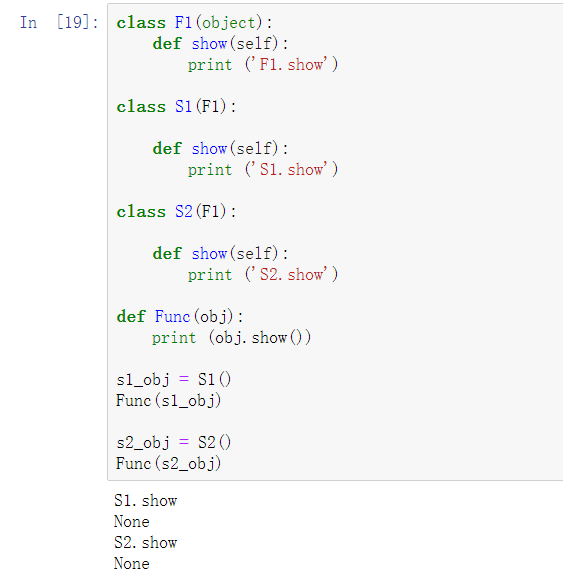 In [19]: class F1(object):
    def show(self):
        print ('F1.show')
class S1(F1):
    def show(self):
        print ('S1.show')
class S2(F1):
    def show(self):
        print ('S2.show')
def Func(obj):
    print (obj.show())
s1_obj = S1()
Func(s1_obj)
s2_obj = S2()
Func(s2_obj)
S1.show
None
S2.show
None